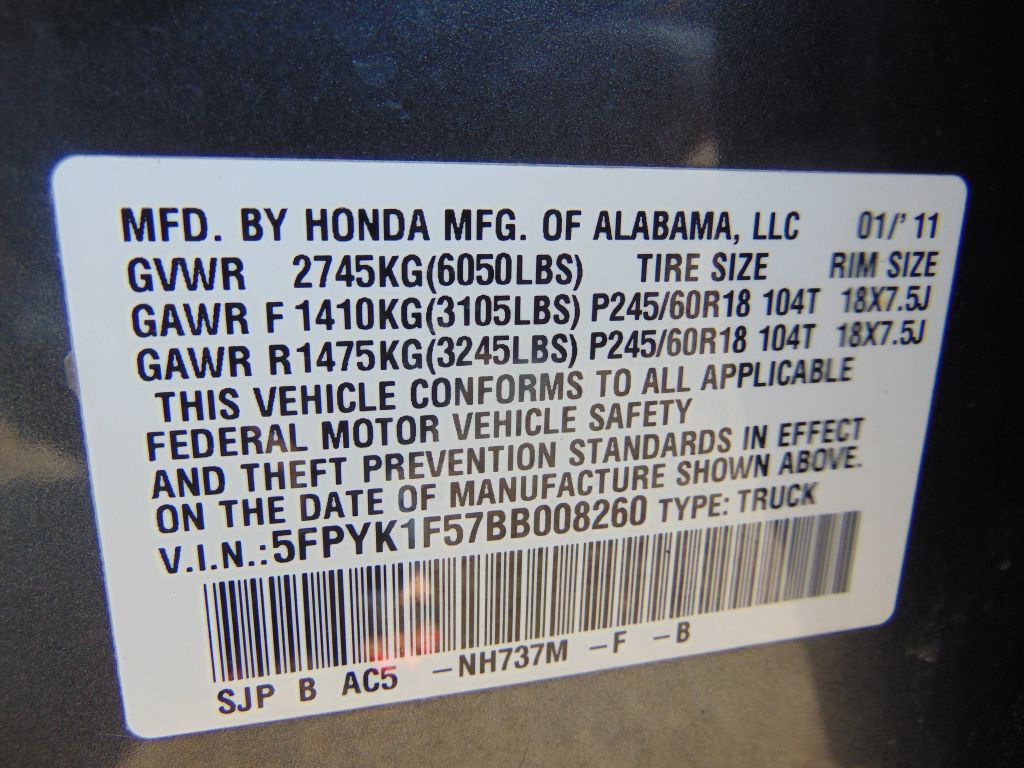 MFD. BY HONDA MFG. OF ALABAMA, LLC 01/' 11
GVWR 2745KG(6050LBS) TIRE SIZE RIM SIZE
GAWR F 1410KG(3105LBS) P245/60R18 104T 18X7.5J
GAWR R1475KG(3245LBS) P245/60R18 104T 18X7.5J
THIS VEHICLE CONFORMS TO ALL APPLICABLE
FEDERAL MOTOR VEHICLE SAFETY
AND THEFT PREVENTION STANDARDS IN EFFECT
ON THE DATE OF MANUFACTURE SHOWN ABOVE.
V.I.N.:5FPYK1F57BB008260 TYPE: TRUCK
SJP B AC5 -NH737M -F -B